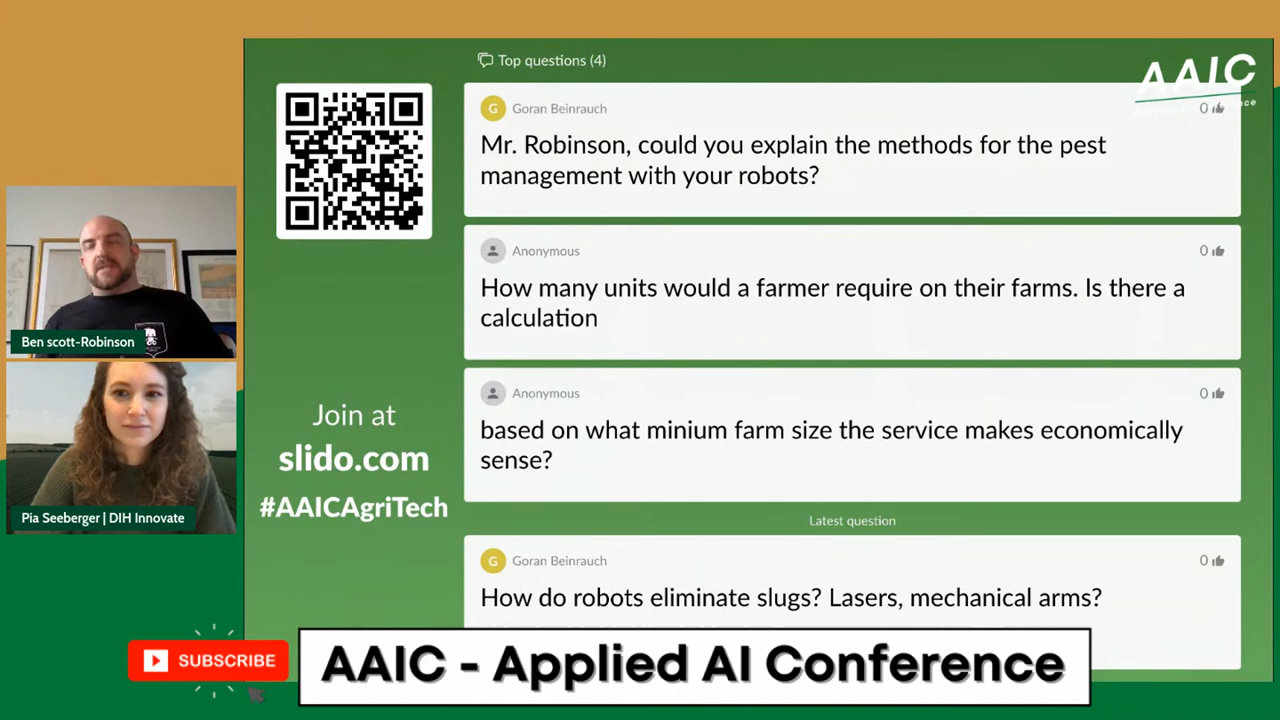 Top questions (4)
AAIC
Goran Beinrauch
0
Mr. Robinson, could you explain the methods for the pest
management with your robots?
Anonymous
0
How many units would a farmer require on their farms. Is there a
calculation
Anonymous
0
based on what minium farm size the service makes economically
sense?
Latest question
G
Goran Beinrauch
0
How do robots eliminate slugs? Lasers, mechanical arms?
Join at
slido.com
#AAICAgriTech
Ben scott-Robinson
Pia Seeberger | DIH Innovate
SUBSCRIBE
AAIC - Applied AI Conference